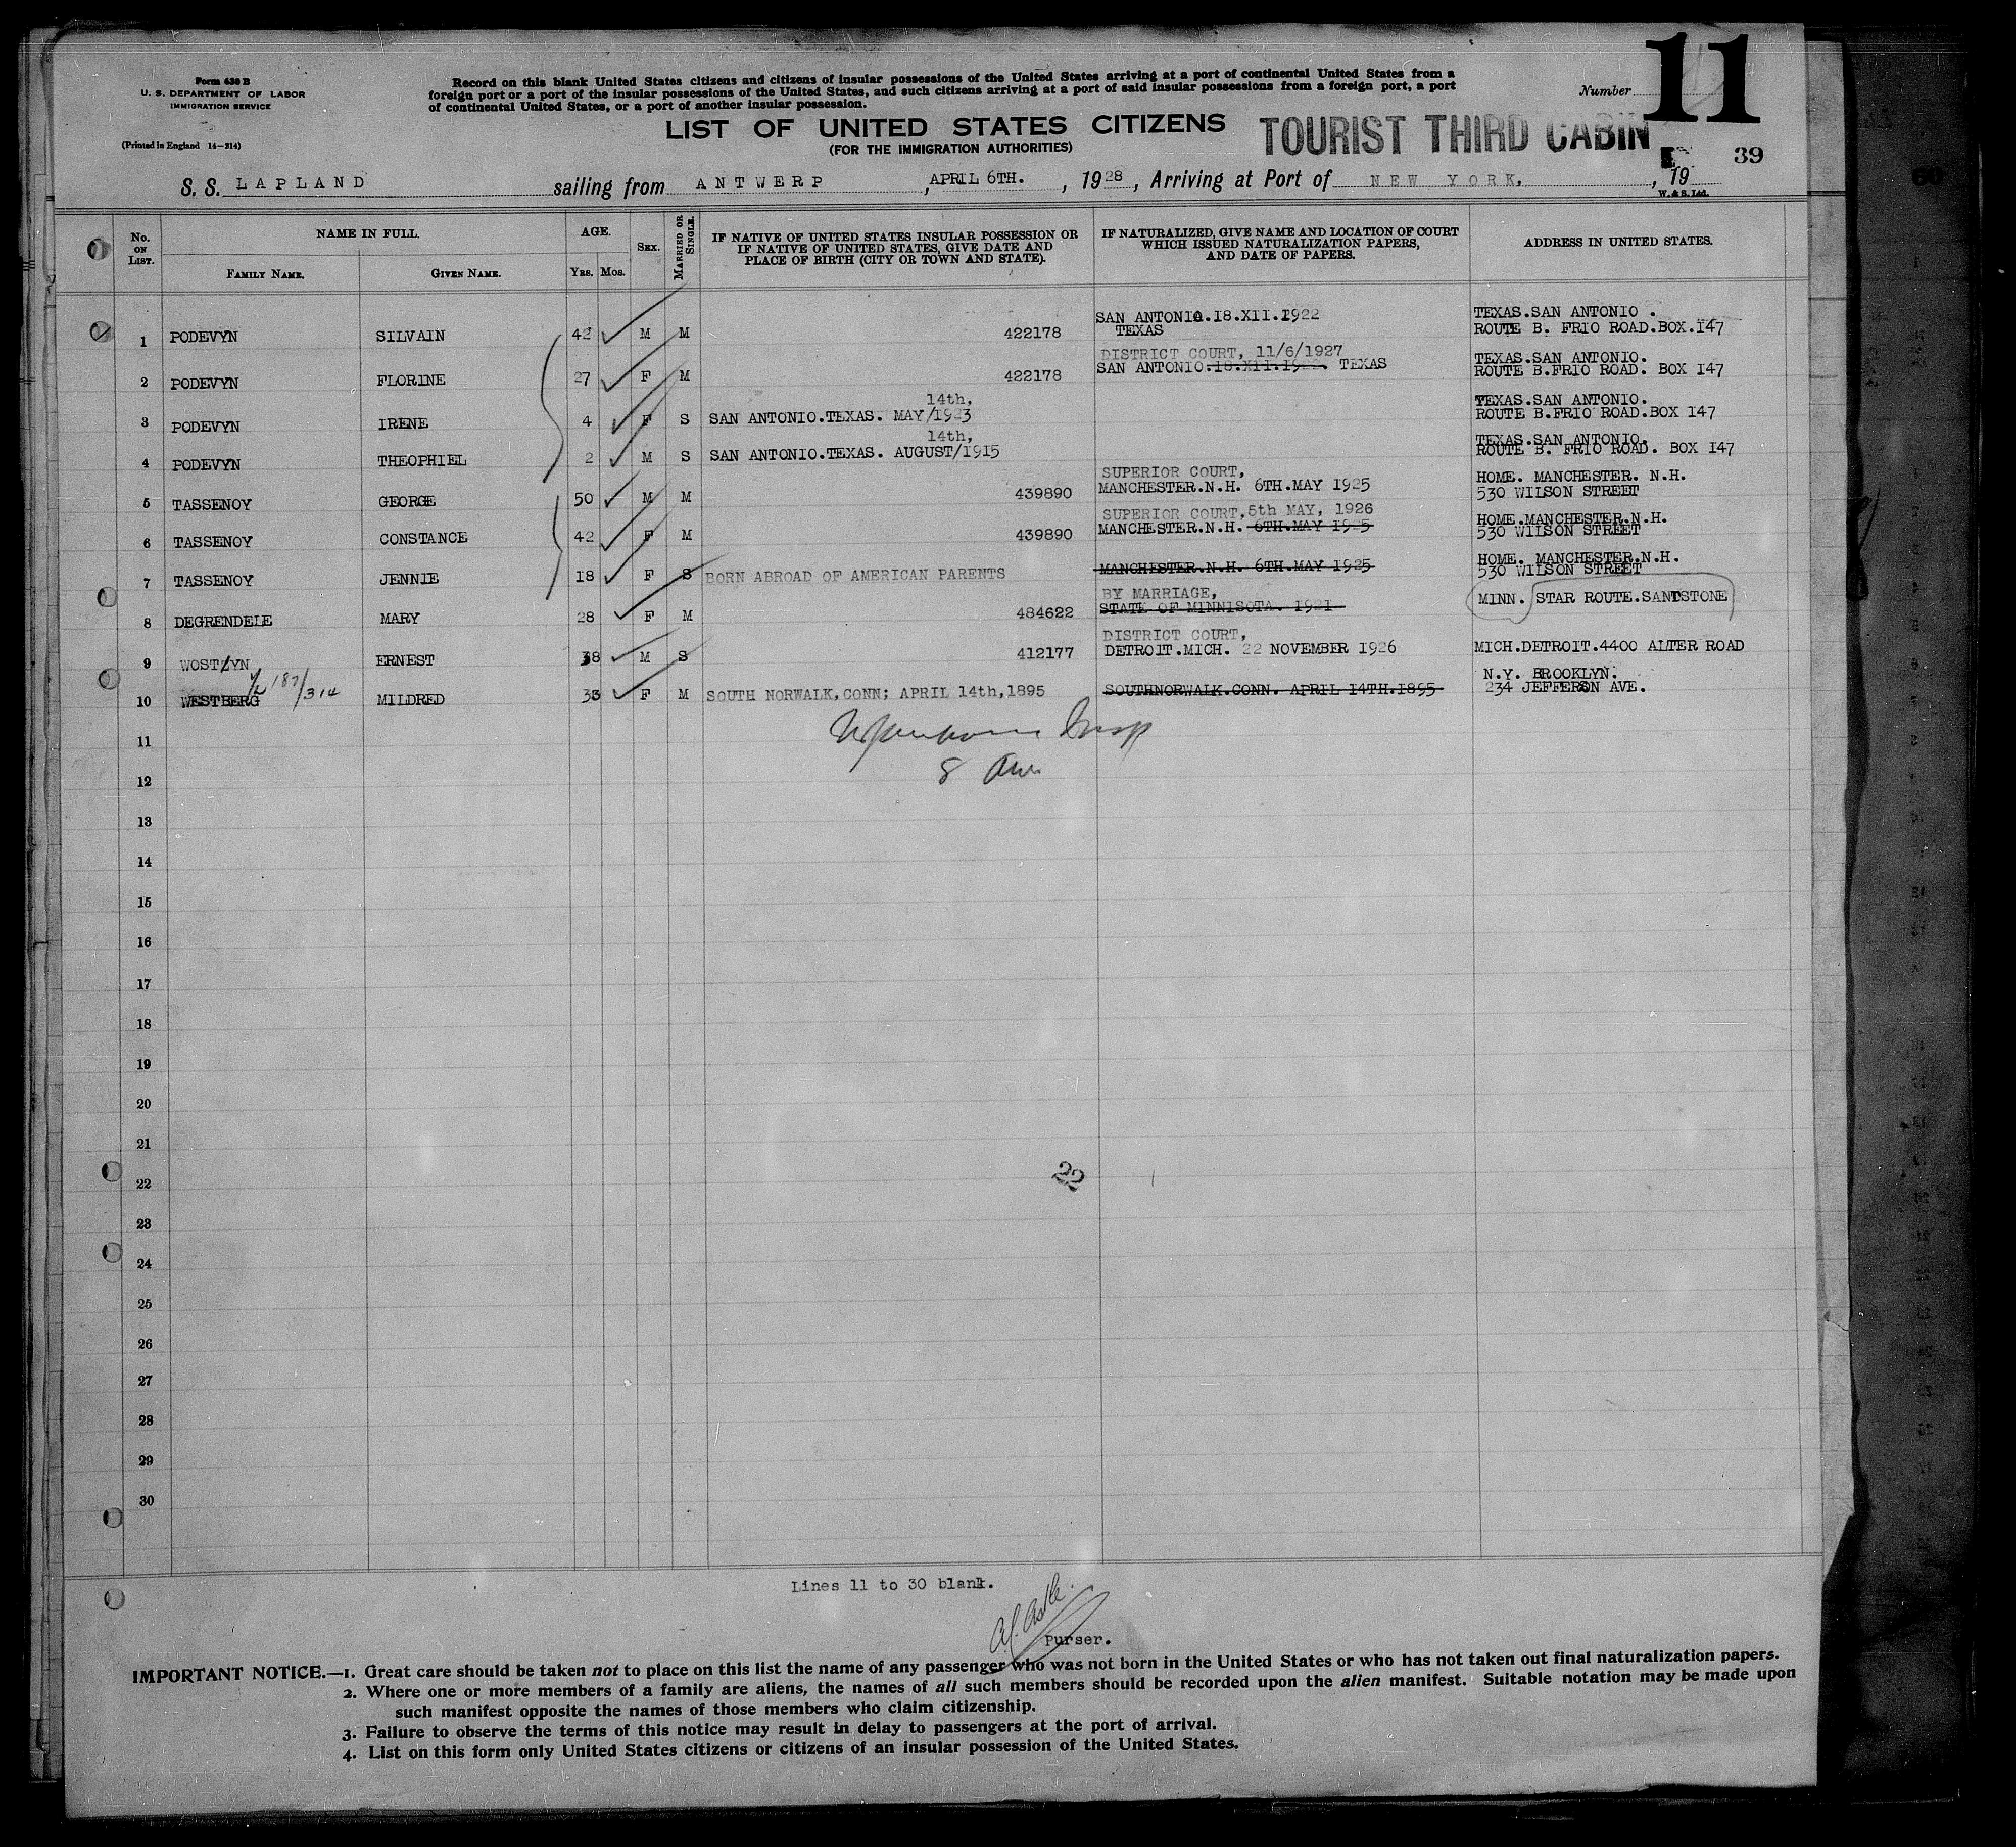 Form 630 B
U. S. DEPARTMENT OF LABOR
IMMIGRATION SERVICE
(Printed in England 14—314)
Record on this blank United States citizens and citizens of insular possessions of the United States arriving at a port of continental United States from a
foreign port or a port of the insular possessions of the United States, and such citizens arriving at a port of said insular possessions from a foreign port, a port
of continental United States, or a port of another insular possession.
Number 11
LIST OF UNITED STATES CITIZENS TOURIST THIRD CABIN
(FOR THE IMMIGRATION AUTHORITIES)
39
S. S. LAPLAND sailing from ANTWERP, APRIL 6TH., 1928, Arriving at Port of NEW YORK, , 19
W. & S. Ltd.
No. ON LIST. NAME IN FULL. FAMILY NAME. GIVEN NAME. AGE. YRS. MOS. SEX. MARRIED OR SINGLE.
IF NATIVE OF UNITED STATES INSULAR POSSESSION OR
IF NATIVE OF UNITED STATES, GIVE DATE AND
PLACE OF BIRTH (CITY OR TOWN AND STATE).
IF NATURALIZED, GIVE NAME AND LOCATION OF COURT
WHICH ISSUED NATURALIZATION PAPERS,
AND DATE OF PAPERS.
ADDRESS IN UNITED STATES.
SAN ANTONIO.18.XII.1922 TEXAS.SAN ANTONIO .
1 PODEVYN SILVAIN 42 M M 422178 TEXAS ROUTE B. FRIO ROAD.BOX.147
DISTRICT COURT, 11/6/1927 TEXAS.SAN ANTONIO.
2 PODEVYN FLORINE 27 F M 422178 SAN ANTONIO.18.XII.1922. TEXAS ROUTE B.FRIO ROAD. BOX 147
14th, TEXAS.SAN ANTONIO.
3 PODEVYN IRENE 4 F S SAN ANTONIO.TEXAS. MAY/1923 ROUTE B.FRIO ROAD.BOX 147
14th, TEXAS.SAN ANTONIO.
4 PODEVYN THEOPHIEL 2 M S SAN ANTONIO.TEXAS. AUGUST/1915 ROUTE B. FRIO ROAD. BOX 147
SUPERIOR COURT, HOME. MANCHESTER. N.H.
5 TASSENOY GEORGE 50 M M 439890 MANCHESTER.N.H. 6TH.MAY 1925 530 WILSON STREET
SUPERIOR COURT,5th MAY, 1926 HOME.MANCHESTER.N.H.
6 TASSENOY CONSTANCE 42 F M 439890 MANCHESTER.N.H. 6TH.MAY 1925 530 WILSON STREET
HOME. MANCHESTER.N.H.
7 TASSENOY JENNIE 18 F S BORN ABROAD OF AMERICAN PARENTS MANCHESTER.N.H. 6TH.MAY 1925 530 WILSON STREET
BY MARRIAGE,
8 DEGRENDELE MARY 28 F M 484622 STATE OF MINNISOTA. 1921 MINN. STAR ROUTE.SANDSTONE
DISTRICT COURT,
9 WOSTYN ERNEST 38 M S 412177 DETROIT.MICH. 22 NOVEMBER 1926 MICH.DETROIT.4400 ALTER ROAD
187/314 N.Y. BROOKLYN.
10 WESTBERG MILDRED 33 F M SOUTH NORWALK,CONN; APRIL 14th,1895 SOUTHNORWALK.CONN. APRIL 14TH.1895 234 JEFFERSON AVE.
11
12
13
14
15
16
17
18
19
20
21
22 22
23
24
25
26
27
28
29
30
Lines 11 to 30 blank.
Purser.
IMPORTANT NOTICE.—1. Great care should be taken not to place on this list the name of any passenger who was not born in the United States or who has not taken out final naturalization papers.
2. Where one or more members of a family are aliens, the names of all such members should be recorded upon the alien manifest. Suitable notation may be made upon
such manifest opposite the names of those members who claim citizenship.
3. Failure to observe the terms of this notice may result in delay to passengers at the port of arrival.
4. List on this form only United States citizens or citizens of an insular possession of the United States.